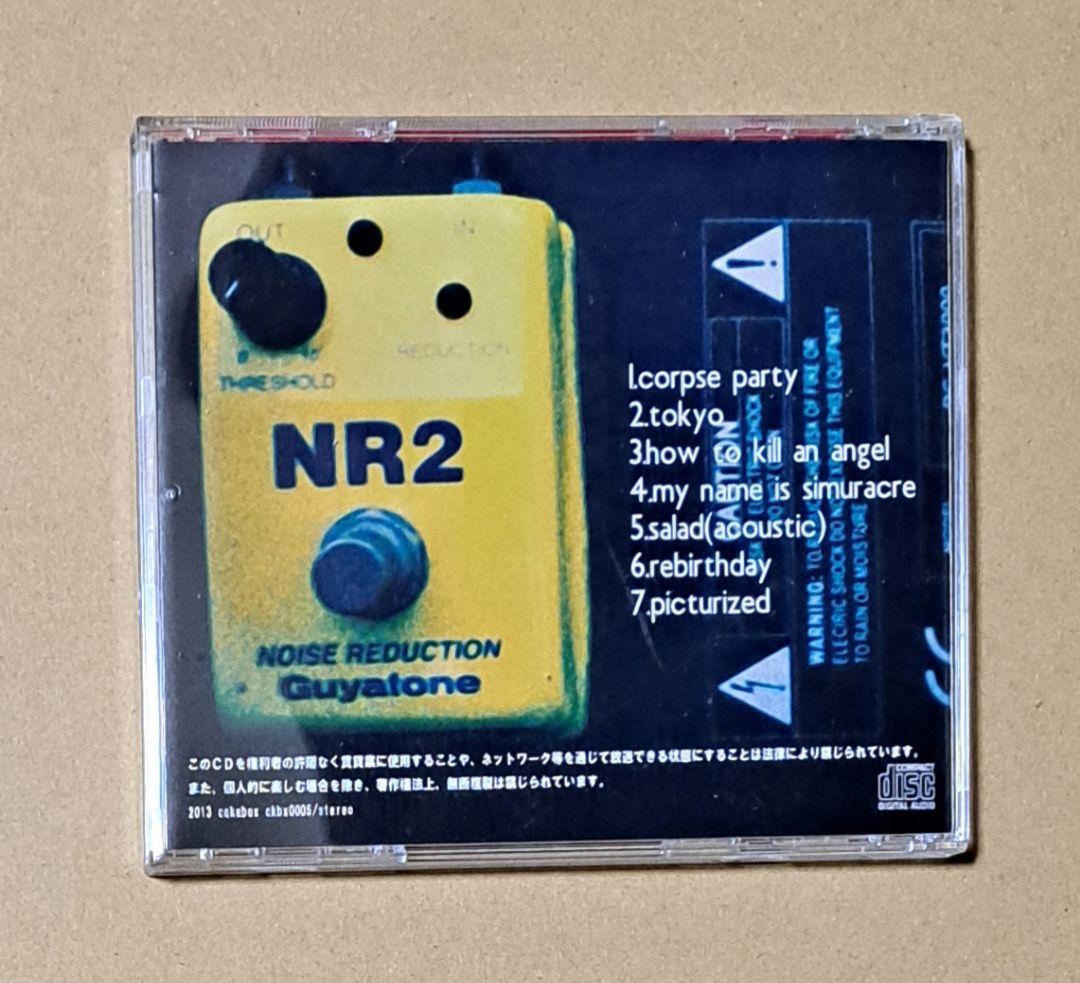 OUT
IN
REDUCTION
THRESHOLD
NR2
NOISE REDUCTION
Guyatone
1.corpse party
2.tokyo
3.how to kill an angel
4.my name is simuracre
5.salad(acoustic)
6.rebirthday
7.picturized
CAUTION
WARNING: TO REDUCE RISK OF FIRE OR
ELECTRIC SHOCK DO NOT EXPOSE THIS EQUIPMENT
TO RAIN OR MOISTURE
このCDを権利者の許諾なく賃貸業に使用することや、ネットワーク等を通じて放送できる状態にすることは法律により禁じられています。
また、個人的に楽しむ場合を除き、著作権法上、無断複製は禁じられています。
2013 cakebox ckbx0005/stereo
COMPACT
disc
DIGITAL AUDIO